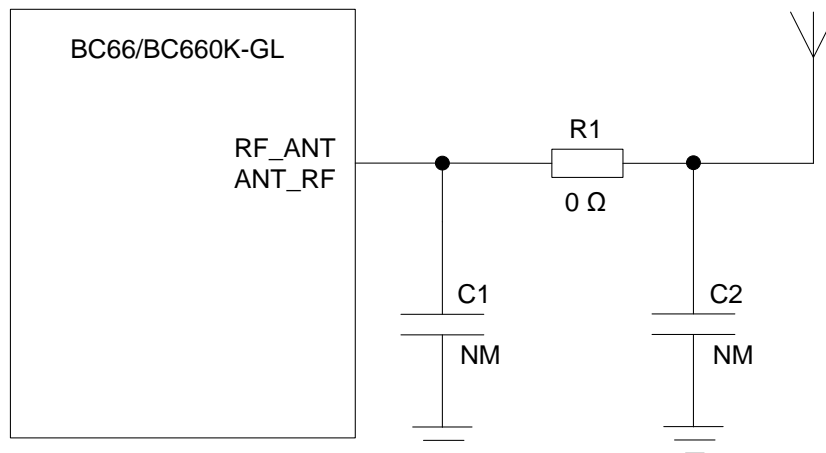 BC66/BC660K-GL
RF_ANT
ANT_RF
R1
0 Ω
C1
NM
C2
NM